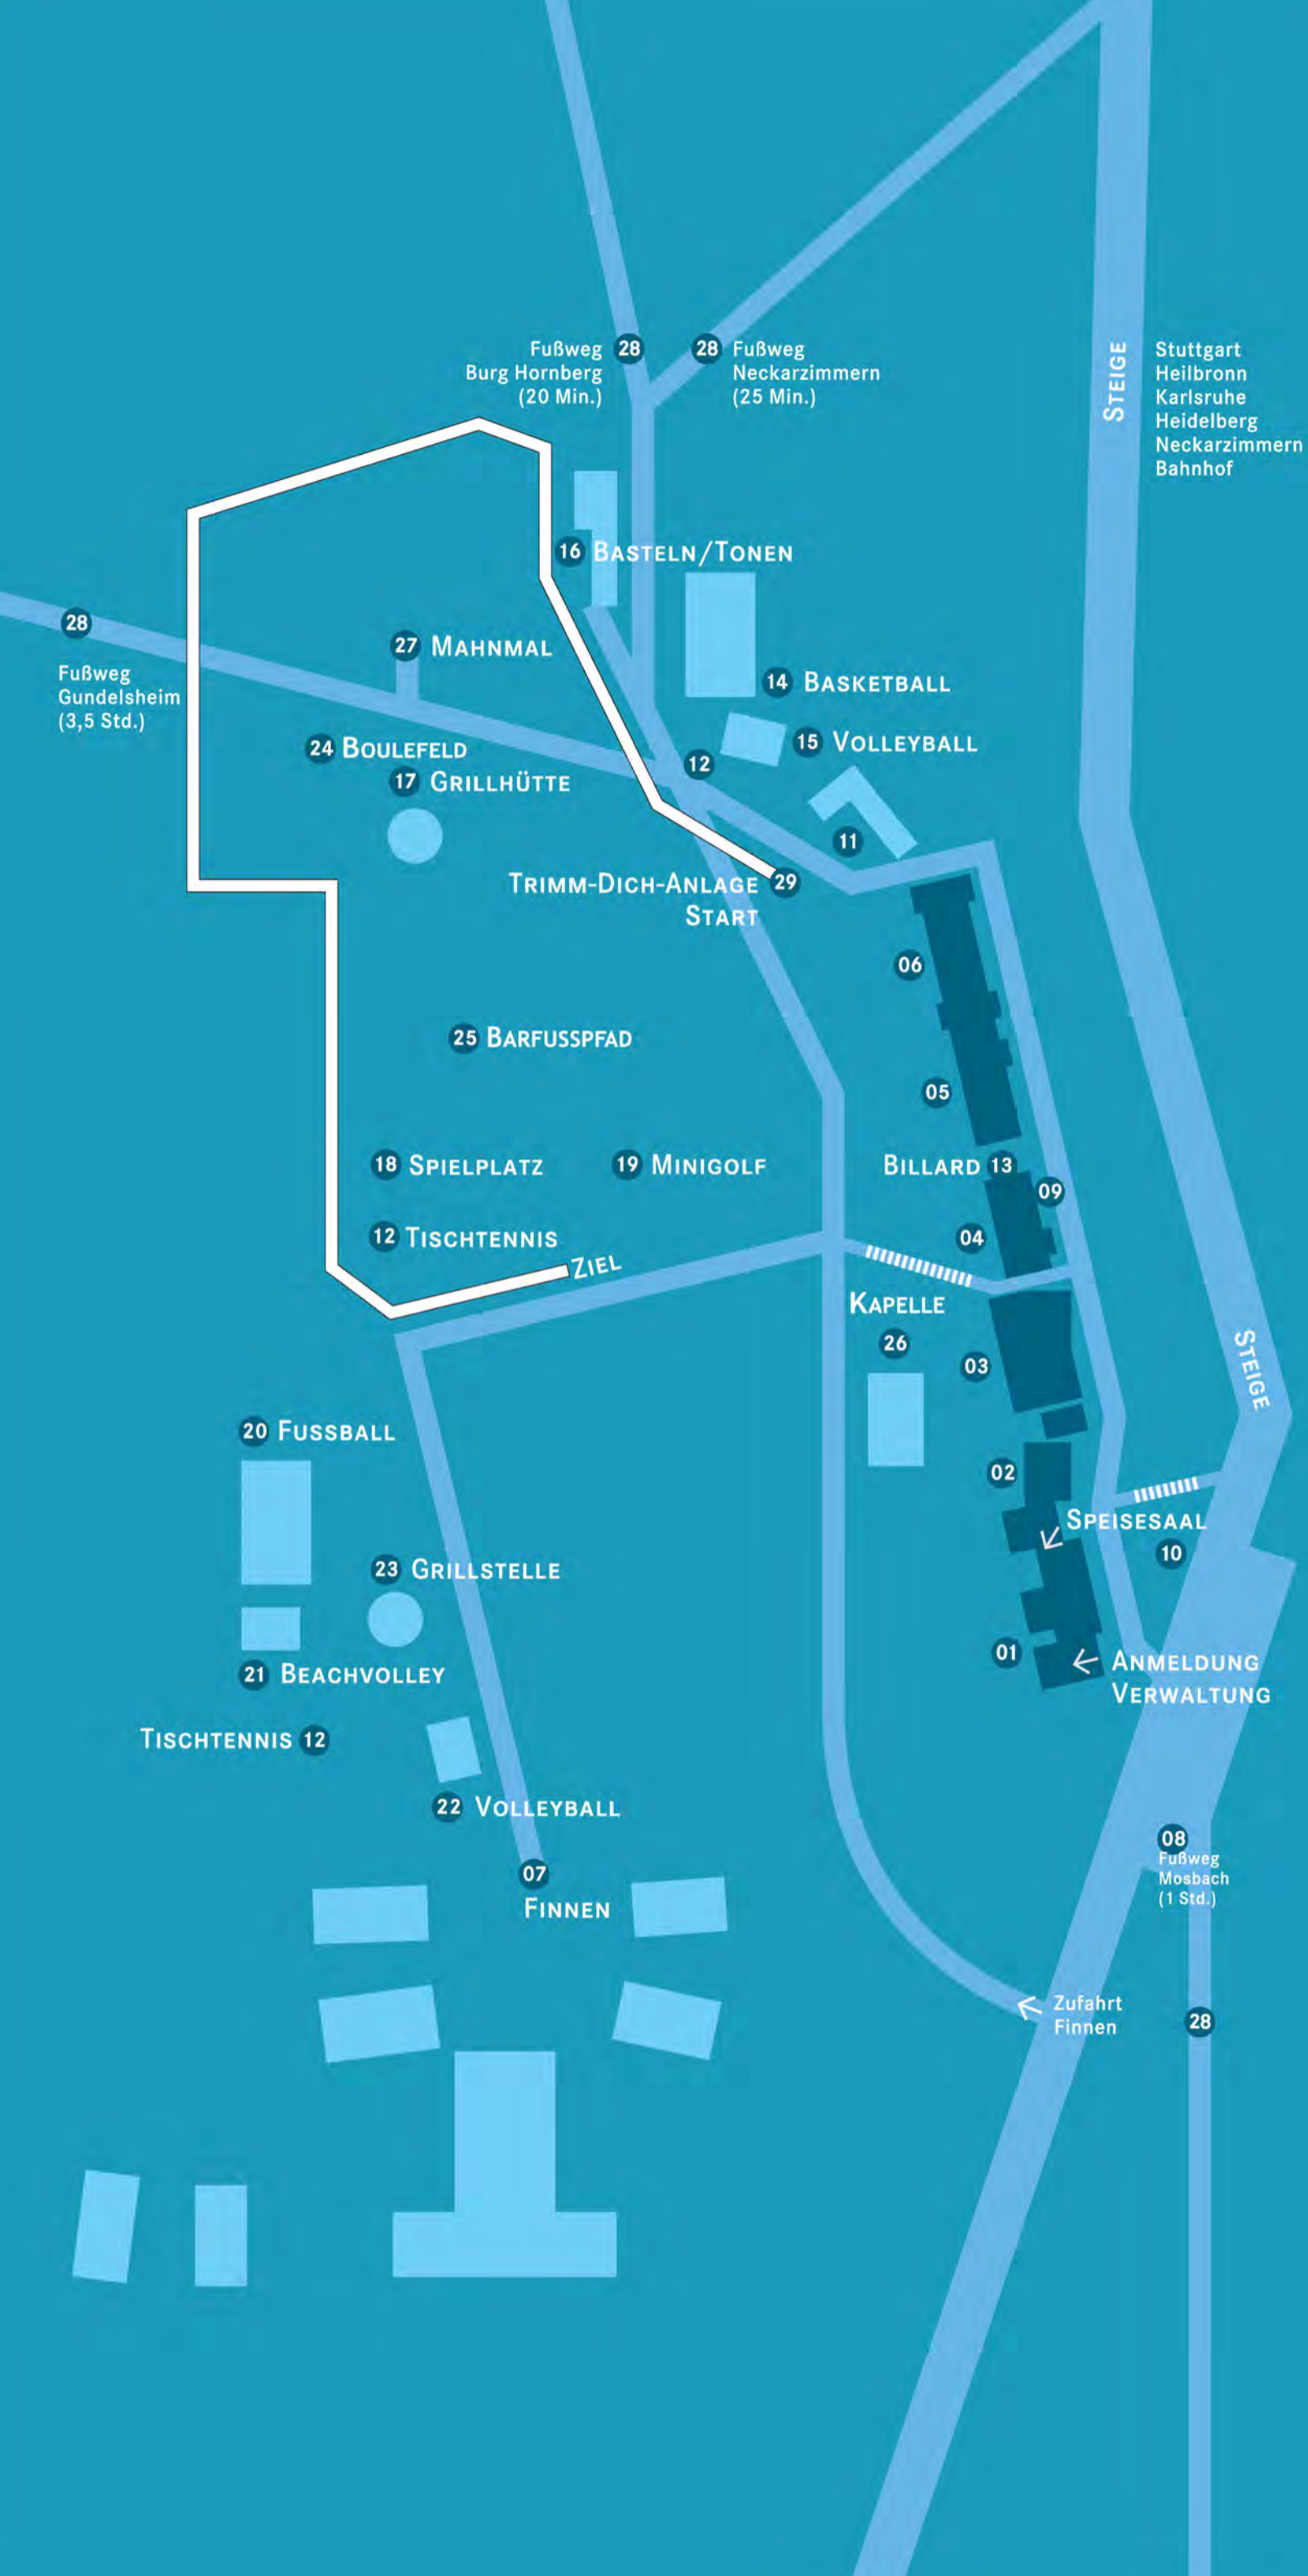 Fußweg
Burg Hornberg
(20 Min.)
28
28
Fußweg
Neckarzimmern
(25 Min.)
STEIGE
Stuttgart
Heilbronn
Karlsruhe
Heidelberg
Neckarzimmern
Bahnhof
16 BASTELN/TONEN
28
Fußweg
Gundelsheim
(3,5 Std.)
27 MAHNMAL
14 BASKETBALL
24 BOULEFELD
15 VOLLEYBALL
12
17 GRILLHÜTTE
11
TRIMM-DICH-ANLAGE 29
START
06
25 BARFUSSPFAD
05
18 SPIELPLATZ
19 MINIGOLF
BILLARD 13
09
12 TISCHTENNIS
04
ZIEL
KAPELLE
26
03
STEIGE
20 FUSSBALL
02
SPEISESAAL
10
23 GRILLSTELLE
01
ANMELDUNG
VERWALTUNG
21 BEACHVOLLEY
TISCHTENNIS 12
22 VOLLEYBALL
08
Fußweg
Mosbach
(1 Std.)
07
FINNEN
Zufahrt
Finnen
28